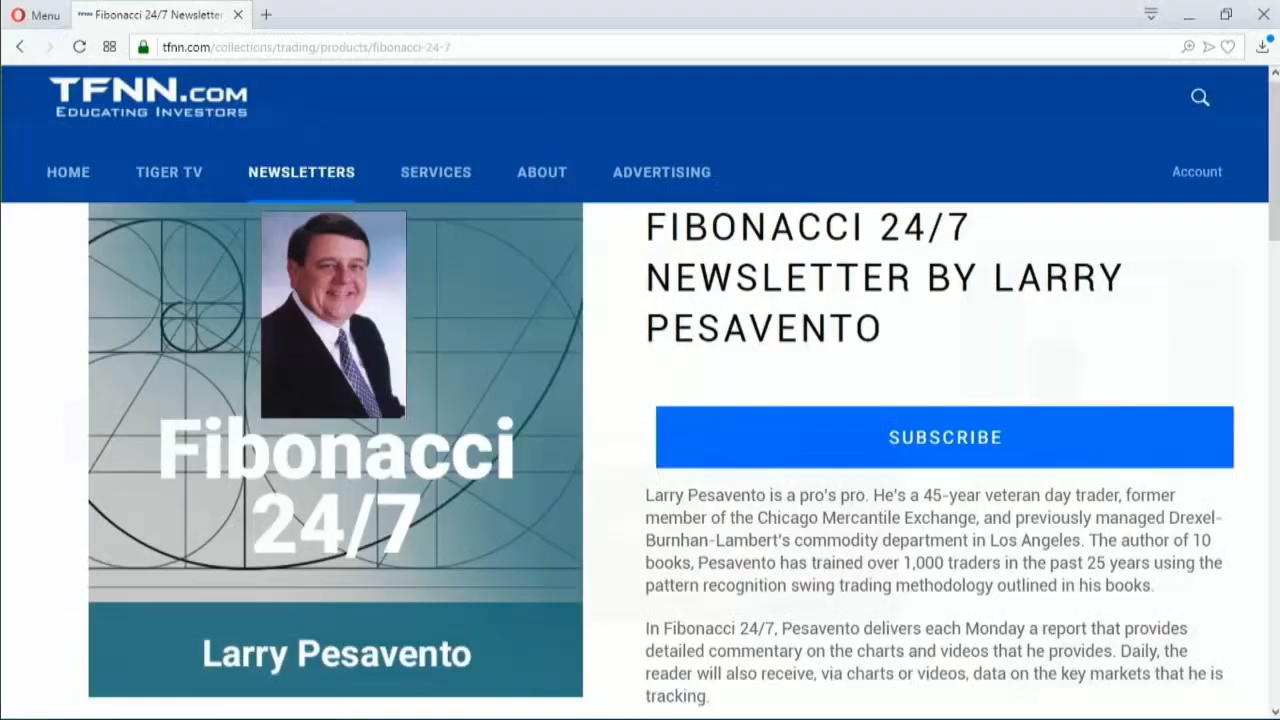 Menu
Fibonacci 24/7 Newsletter
tfnn.com/collections/trading/products/fibonacci-24-7
TFNN.COM
EDUCATING INVESTORS
HOME
TIGER TV
NEWSLETTERS
SERVICES
ABOUT
ADVERTISING
Account
Fibonacci
24/7
Larry Pesavento
FIBONACCI 24/7
NEWSLETTER BY LARRY
PESAVENTO
SUBSCRIBE
Larry Pesavento is a pro's pro. He's a 45-year veteran day trader, former
member of the Chicago Mercantile Exchange, and previously managed Drexel-
Burnhan-Lambert's commodity department in Los Angeles. The author of 10
books, Pesavento has trained over 1,000 traders in the past 25 years using the
pattern recognition swing trading methodology outlined in his books.
In Fibonacci 24/7, Pesavento delivers each Monday a report that provides
detailed commentary on the charts and videos that he provides. Daily, the
reader will also receive, via charts or videos, data on the key markets that he is
tracking.